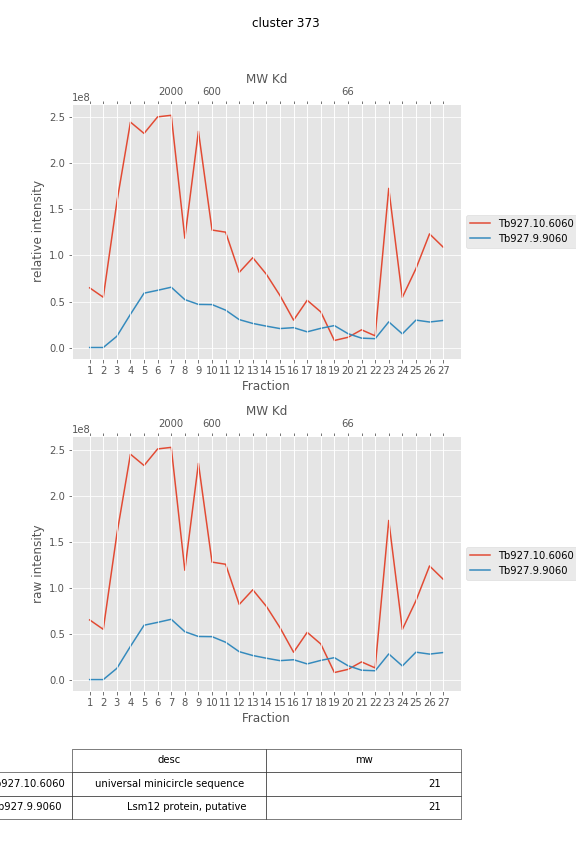 cluster 373
MW Kd
2000 600 66
1e8
2.5
2.0
1.5
1.0
0.5
0.0
relative intensity
1 2 3 4 5 6 7 8 9 10 11 12 13 14 15 16 17 18 19 20 21 22 23 24 25 26 27
Fraction
Tb927.10.6060
Tb927.9.9060
MW Kd
2000 600 66
1e8
2.5
2.0
1.5
1.0
0.5
0.0
raw intensity
1 2 3 4 5 6 7 8 9 10 11 12 13 14 15 16 17 18 19 20 21 22 23 24 25 26 27
Fraction
Tb927.10.6060
Tb927.9.9060
desc mw
b927.10.6060 universal minicircle sequence 21
b927.9.9060 Lsm12 protein, putative 21